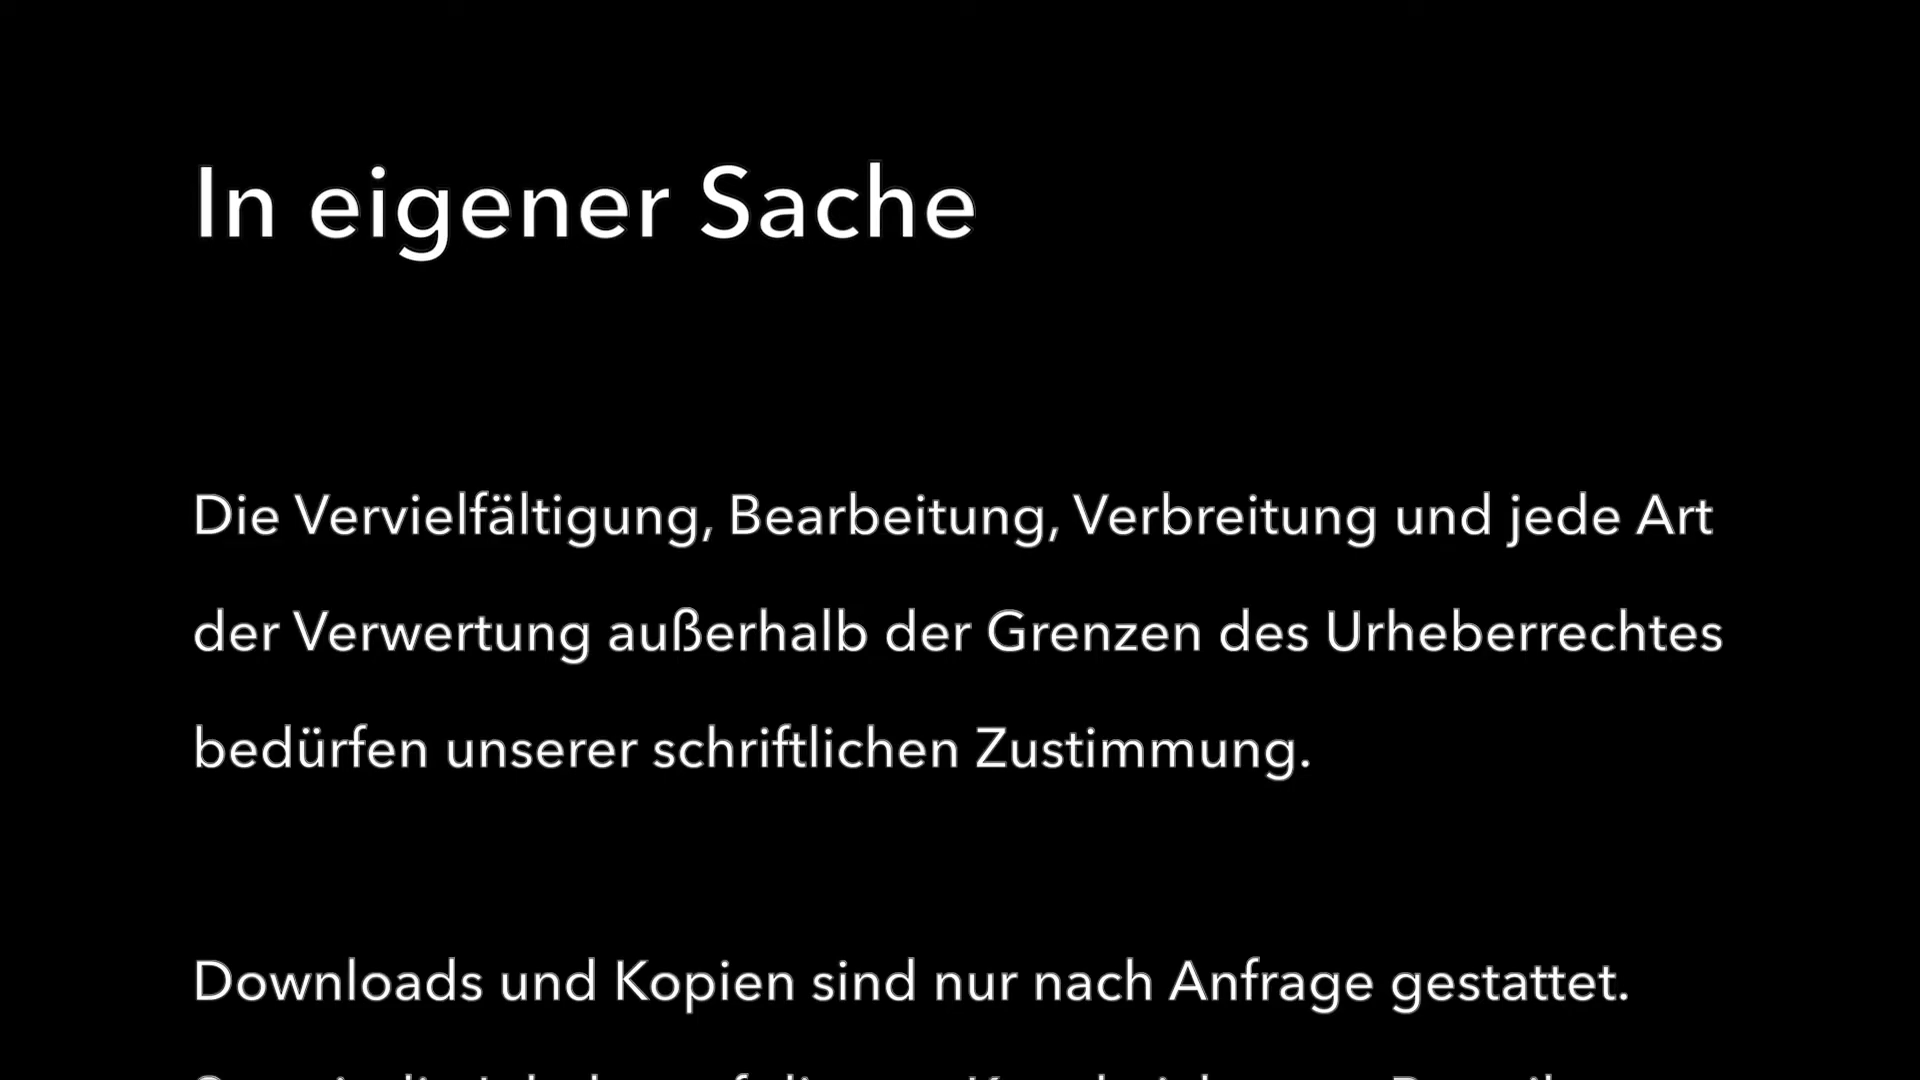 In eigener Sache
Die Vervielfältigung, Bearbeitung, Verbreitung und jede Art
der Verwertung außerhalb der Grenzen des Urheberrechtes
bedürfen unserer schriftlichen Zustimmung.
Downloads und Kopien sind nur nach Anfrage gestattet.